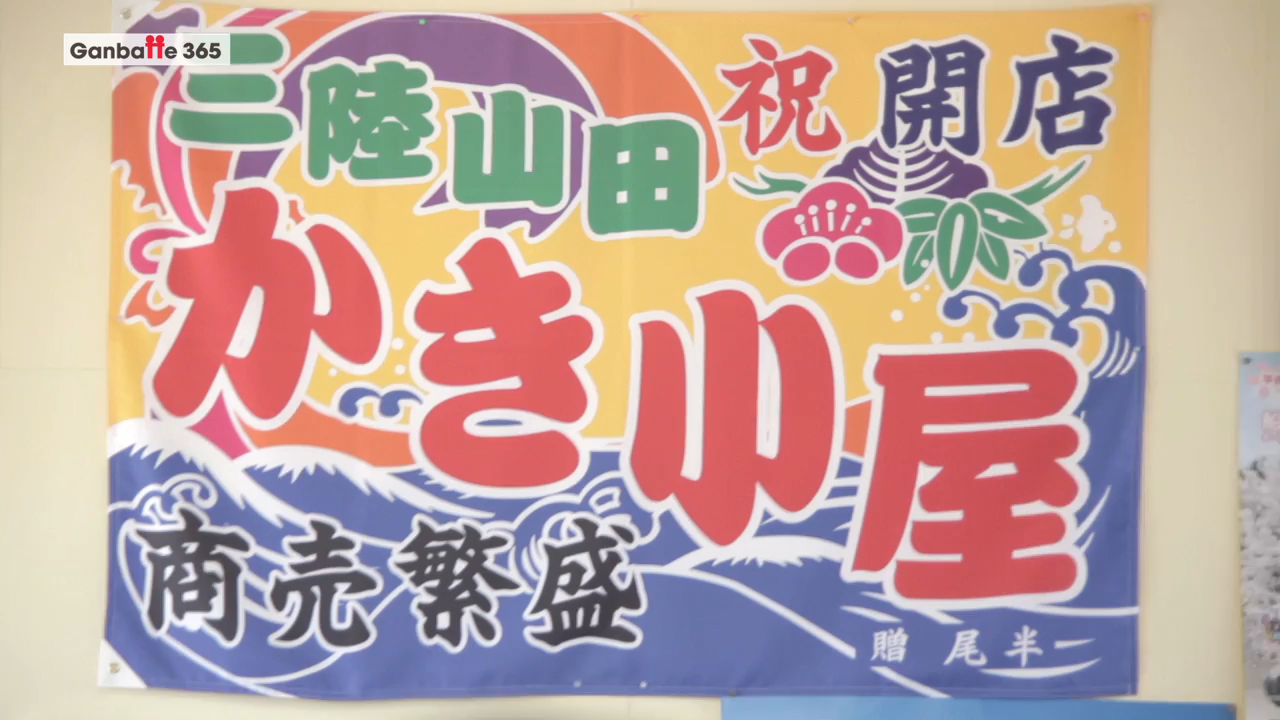 Ganbatte 365
三陸山田
祝 開店
かき小屋
商売繁盛
贈 尾半一